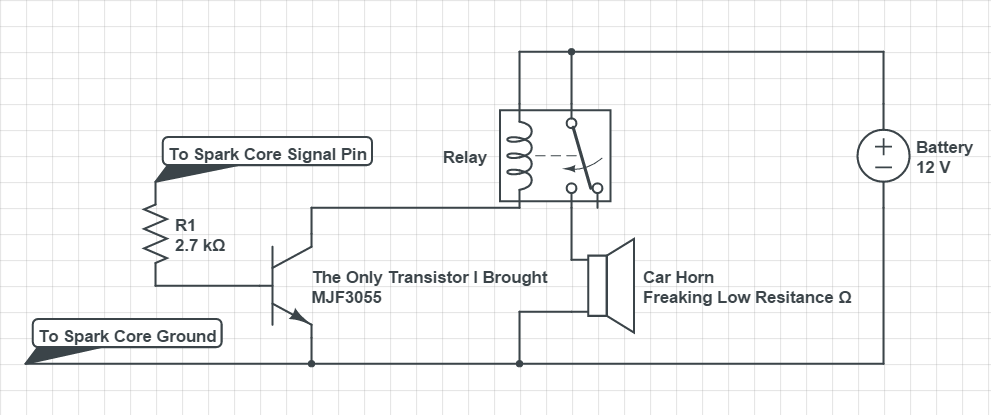 To Spark Core Signal Pin
Relay
Battery
12 V
R1
2.7 kΩ
The Only Transistor I Brought
MJF3055
Car Horn
Freaking Low Resitance Ω
To Spark Core Ground